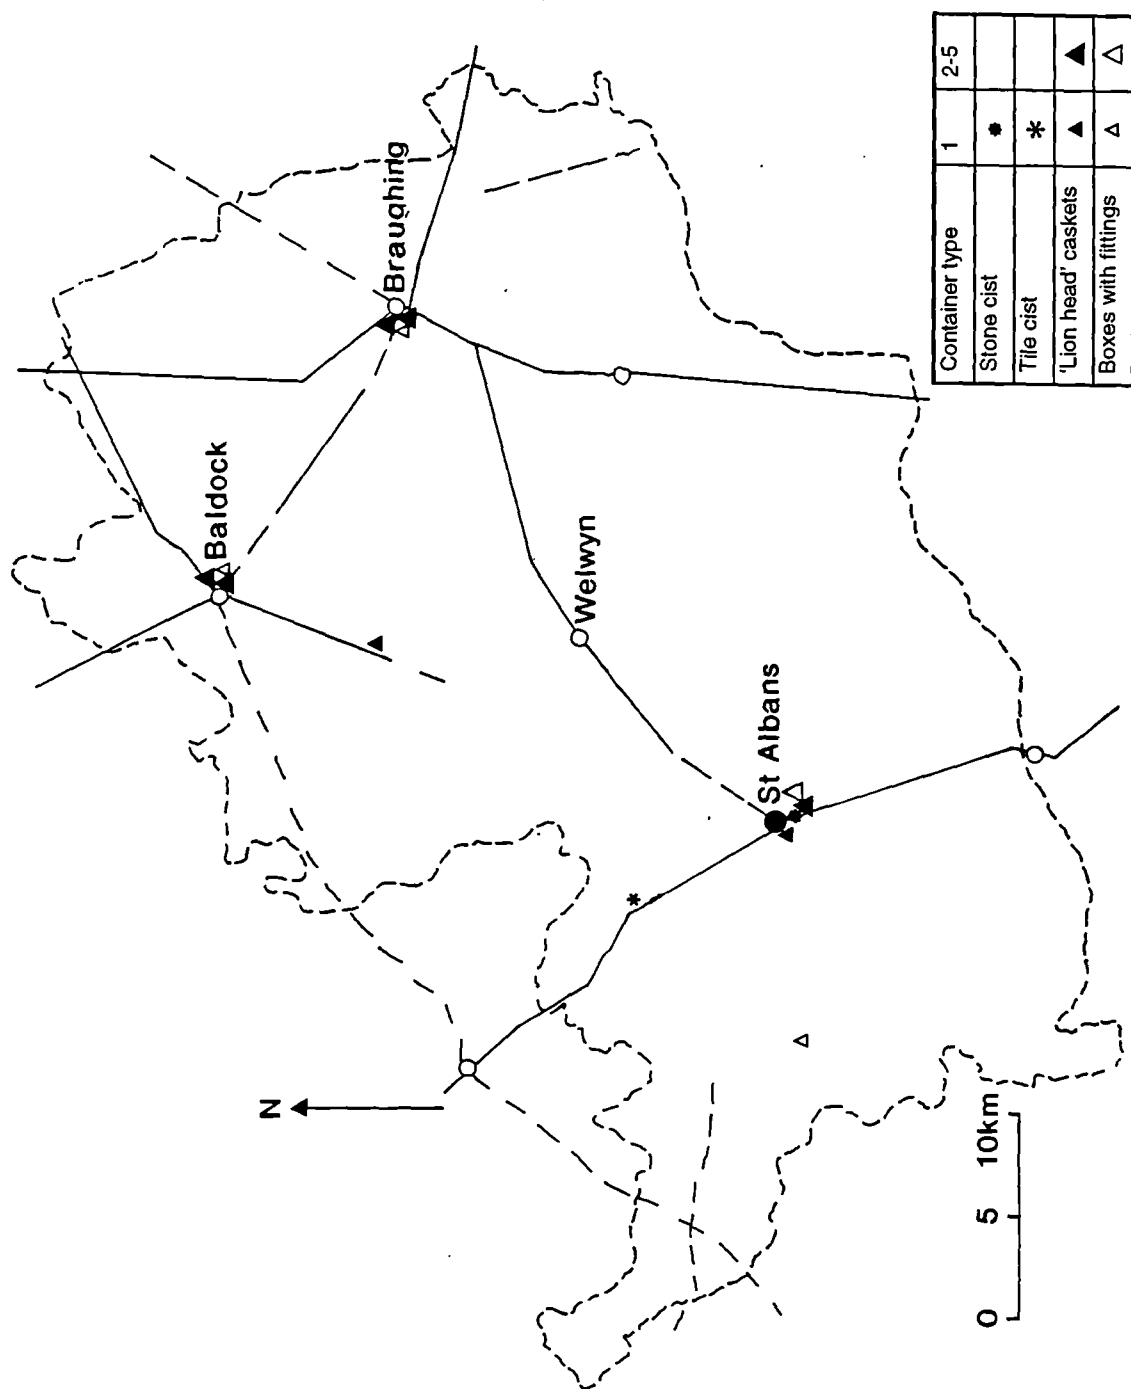 Baldock
Braughing
Welwyn
St Albans
N
0 5 10km
Container type 1 2-5
Stone cist
Tile cist
'Lion head' caskets
Boxes with fittings